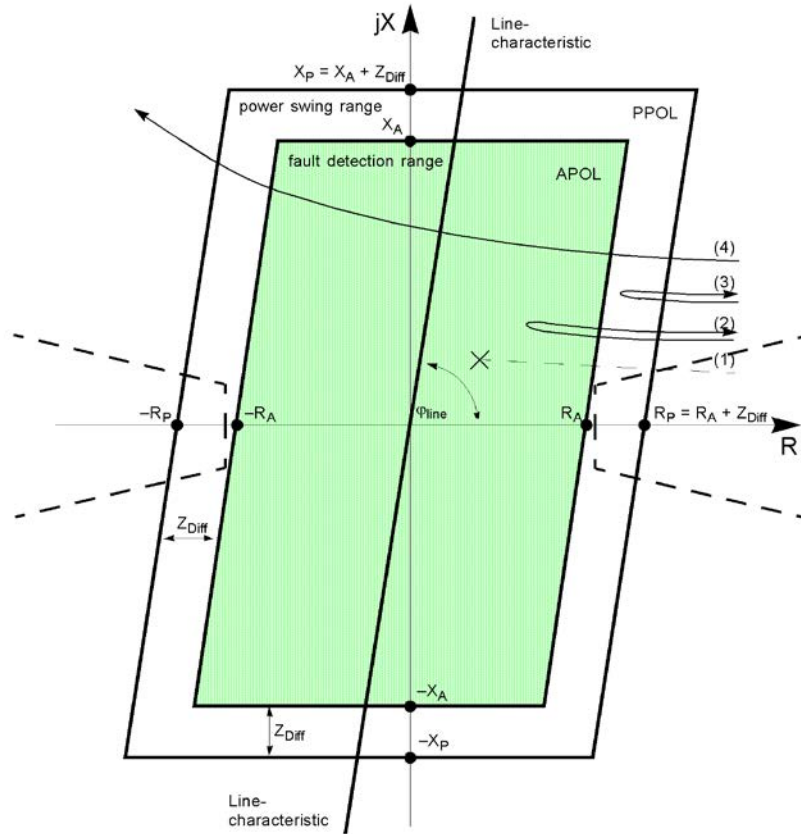 jX
Line-
characteristic
X_P = X_A + Z_Diff
power swing range
PPOL
X_A
fault detection range
APOL
(4)
(3)
(2)
(1)
–R_P
–R_A
φ_line
R_A
R_P = R_A + Z_Diff
R
Z_Diff
–X_A
Z_Diff
–X_P
Line-
characteristic